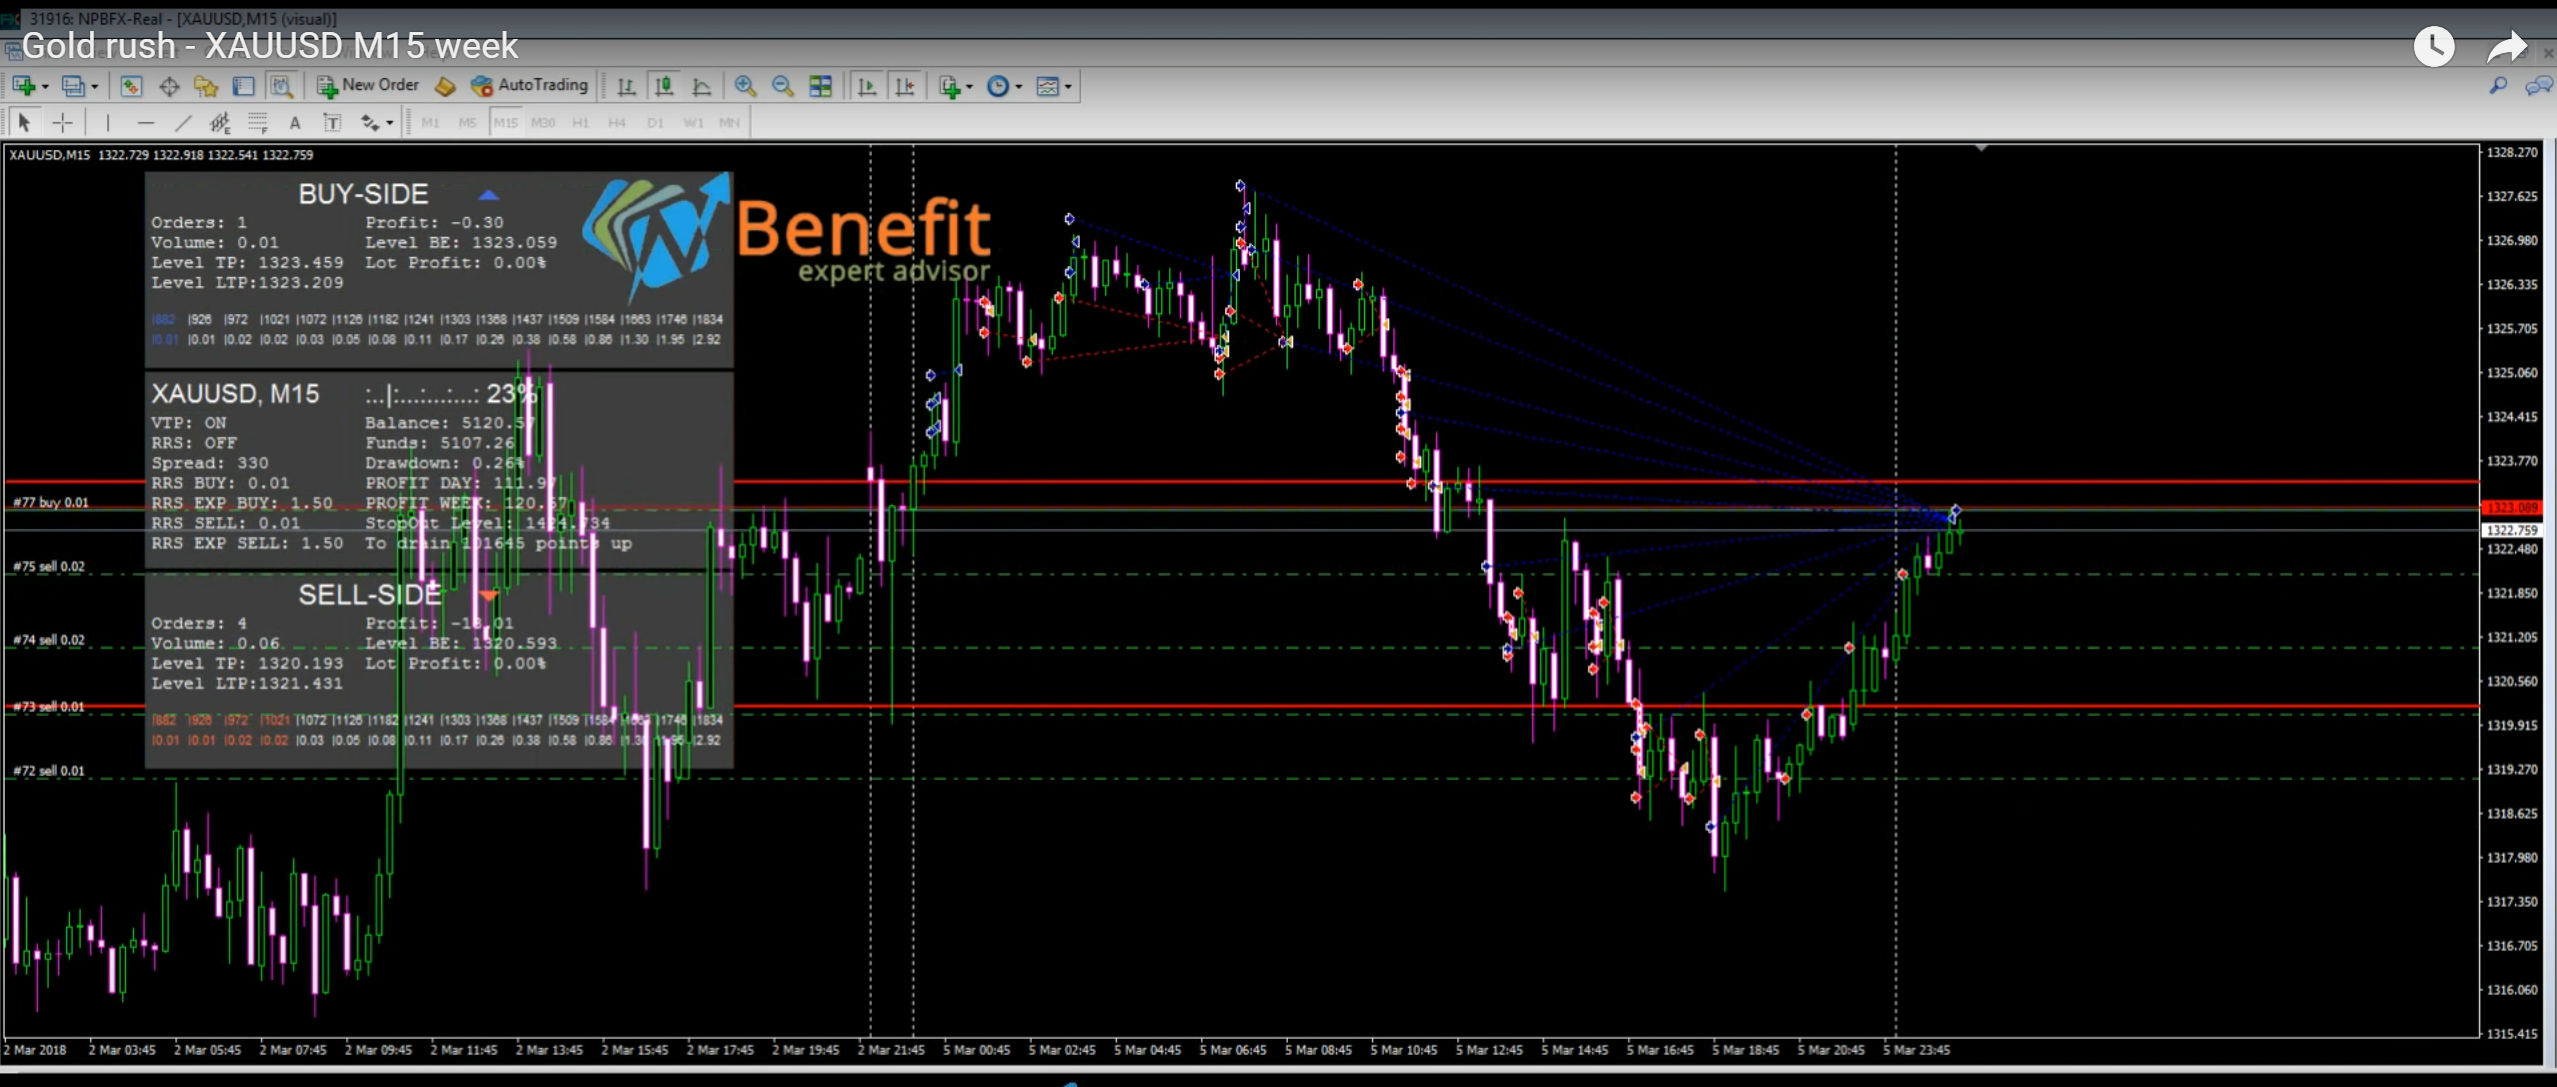 31916: NPBFX-Real - [XAUUSD,M15 (visual)]
Gold rush - XAUUSD M15 week
New Order AutoTrading
A T M1 M5 M15 M30 H1 H4 D1 W1 MN
XAUUSD,M15 1322.729 1322.918 1322.541 1322.759
BUY-SIDE
Orders: 1 Profit: -0.30
Volume: 0.01 Level BE: 1323.059
Level TP: 1323.459 Lot Profit: 0.00%
Level LTP:1323.209
|882 |926 |972 |1021 |1072 |1126 |1182 |1241 |1303 |1368 |1437 |1509 |1584 |1663 |1746 |1834
|0.01 |0.01 |0.02 |0.02 |0.03 |0.05 |0.08 |0.11 |0.17 |0.26 |0.38 |0.58 |0.86 |1.30 |1.95 |2.92
Benefit
expert advisor
XAUUSD, M15 :..|:..:..:..: 23%
VTP: ON Balance: 5120.57
RRS: OFF Funds: 5107.26
Spread: 330 Drawdown: 0.26%
RRS BUY: 0.01 PROFIT DAY: 111.97
RRS EXP BUY: 1.50 PROFIT WEEK: 120.57
RRS SELL: 0.01 StopOut Level: 1424.734
RRS EXP SELL: 1.50 To drain 101645 points up
SELL-SIDE
Orders: 4 Profit: -13.01
Volume: 0.06 Level BE: 1320.593
Level TP: 1320.193 Lot Profit: 0.00%
Level LTP:1321.431
|882 |926 |972 |1021 |1072 |1126 |1182 |1241 |1303 |1368 |1437 |1509 |1584 |1663 |1746 |1834
|0.01 |0.01 |0.02 |0.02 |0.03 |0.05 |0.08 |0.11 |0.17 |0.26 |0.38 |0.58 |0.86 |1.30 |1.95 |2.92
#77 buy 0.01
#75 sell 0.02
#74 sell 0.02
#73 sell 0.01
#72 sell 0.01
1328.270
1327.625
1326.980
1326.335
1325.705
1325.060
1324.415
1323.770
1323.089
1322.759
1322.480
1321.850
1321.205
1320.560
1319.915
1319.270
1318.625
1317.980
1317.350
1316.705
1316.060
1315.415
2 Mar 2018 2 Mar 03:45 2 Mar 05:45 2 Mar 07:45 2 Mar 09:45 2 Mar 11:45 2 Mar 13:45 2 Mar 15:45 2 Mar 17:45 2 Mar 19:45 2 Mar 21:45 5 Mar 00:45 5 Mar 02:45 5 Mar 04:45 5 Mar 06:45 5 Mar 08:45 5 Mar 10:45 5 Mar 12:45 5 Mar 14:45 5 Mar 16:45 5 Mar 18:45 5 Mar 20:45 5 Mar 23:45